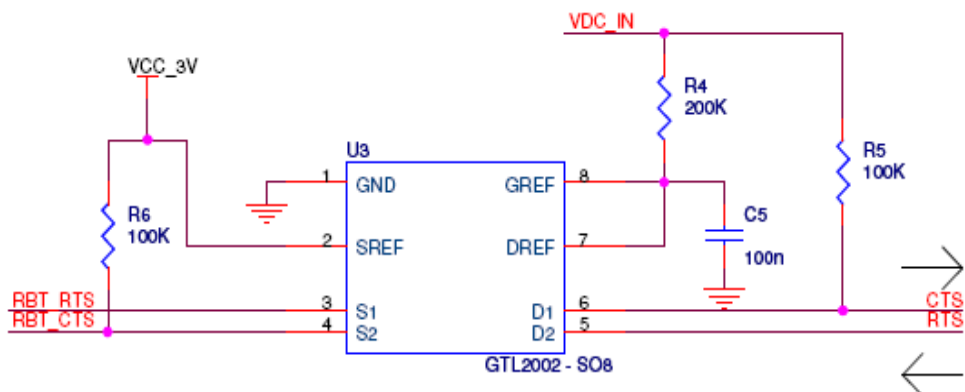 VDC_IN
VCC_3V
R4
200K
U3
R5
100K
1 GND GREF 8
R6
100K
C5
100n
2 SREF DREF 7
RBT_RTS 3 S1 D1 6 CTS
RBT_CTS 4 S2 D2 5 RTS
GTL2002 - SO8